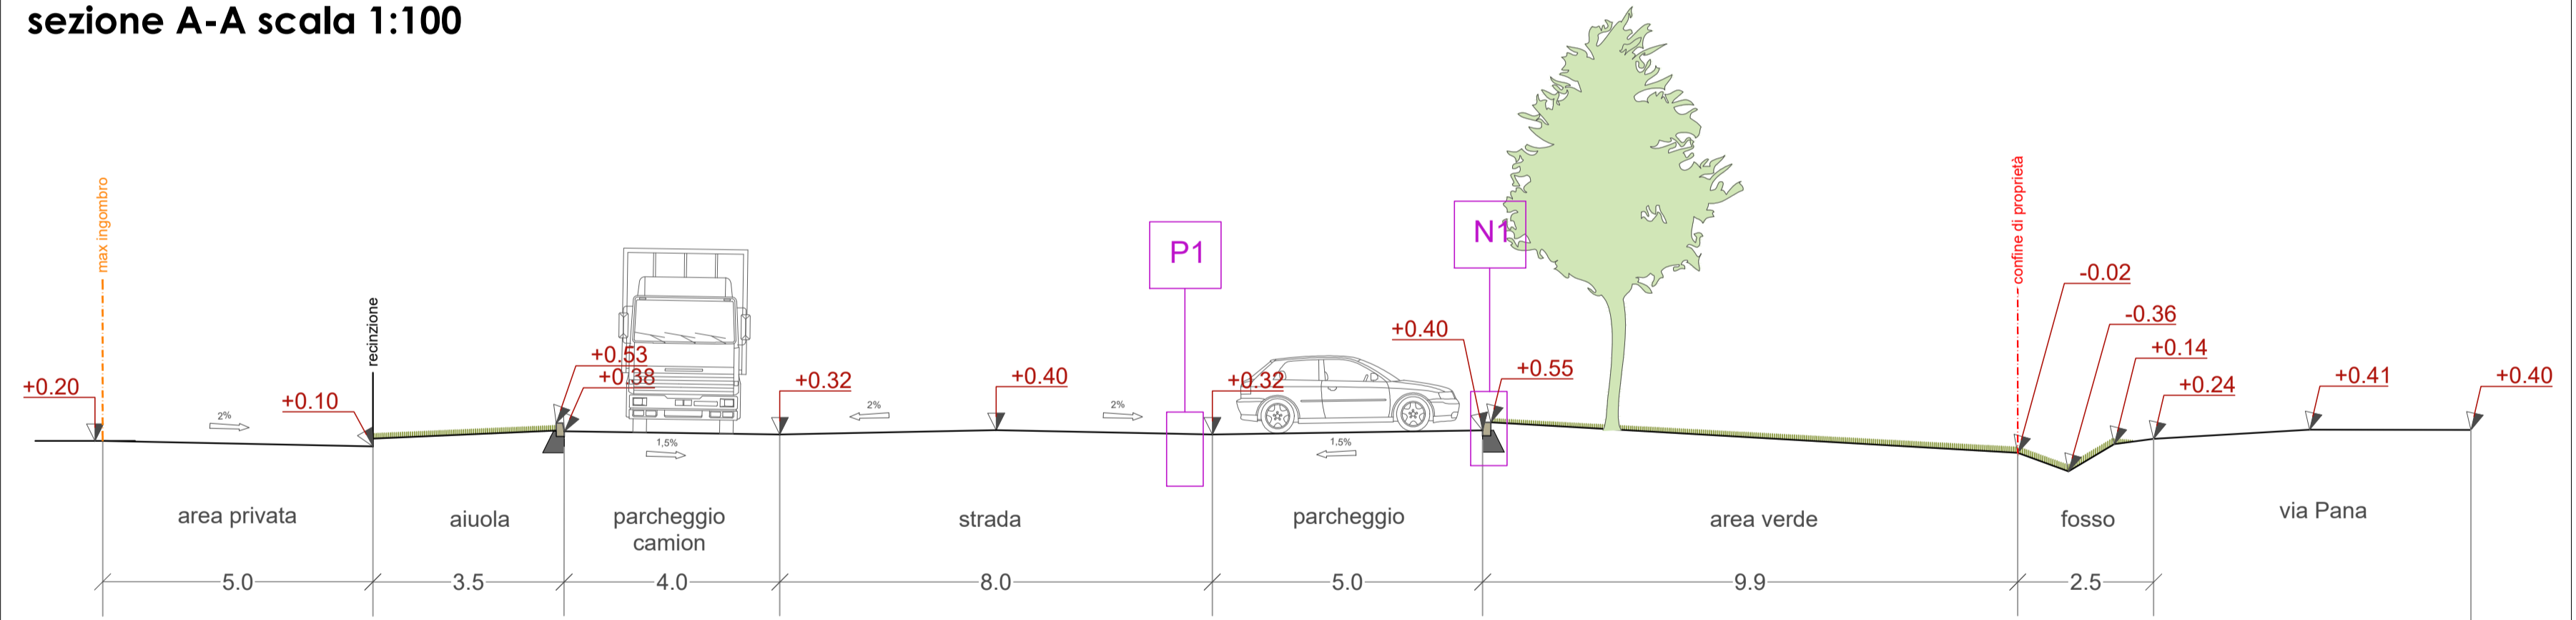 sezione A-A scala 1:100
max ingombro
recinzione
confine di proprietà
P1
N1
-0.02
-0.36
+0.40
+0.14
+0.53
+0.55
+0.38
+0.32
+0.40
+0.32
+0.24
+0.41
+0.40
+0.20
+0.10
2%
2%
2%
1,5%
1,5%
area privata
aiuola
parcheggio
camion
strada
parcheggio
area verde
fosso
via Pana
5.0
3.5
4.0
8.0
5.0
9.9
2.5